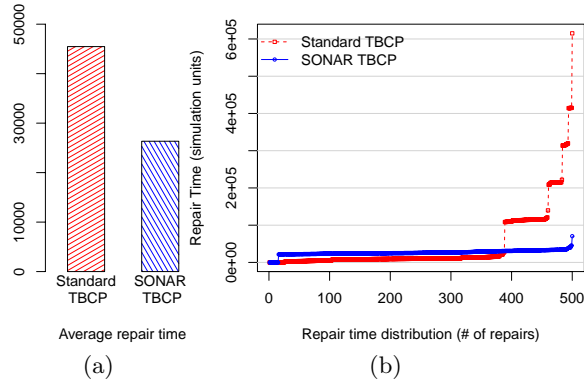 50000
30000
10000
0
Standard
TBCP
SONAR
TBCP
Average repair time
(a)
Repair Time (simulation units)
6e+05
4e+05
2e+05
0e+00
Standard TBCP
SONAR TBCP
0
100
200
300
400
500
Repair time distribution (# of repairs)
(b)